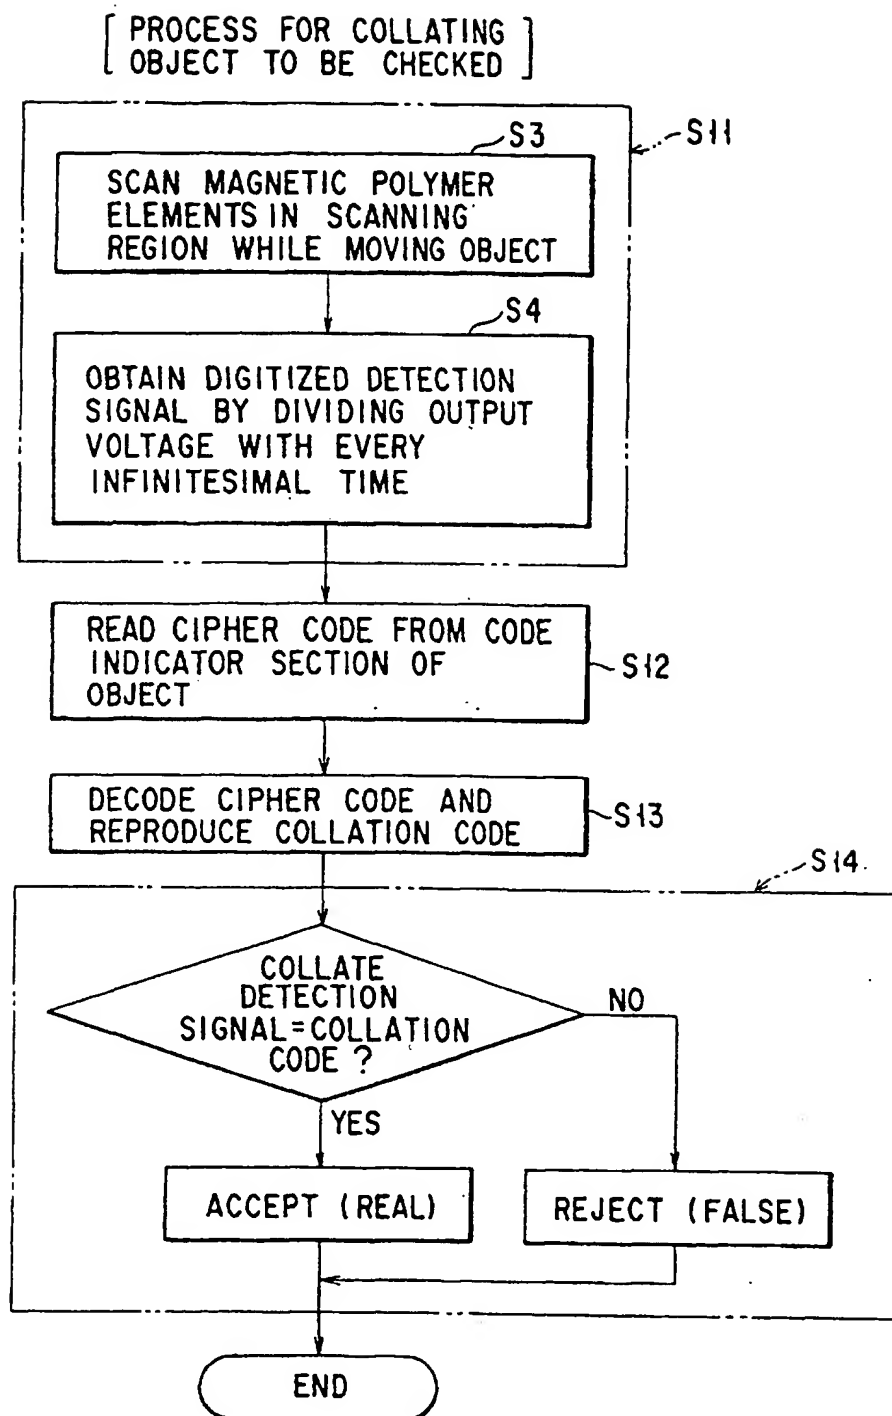 [ PROCESS FOR COLLATING
OBJECT TO BE CHECKED ]
S11
S3
SCAN MAGNETIC POLYMER
ELEMENTS IN SCANNING
REGION WHILE MOVING OBJECT
S4
OBTAIN DIGITIZED DETECTION
SIGNAL BY DIVIDING OUTPUT
VOLTAGE WITH EVERY
INFINITESIMAL TIME
READ CIPHER CODE FROM CODE
INDICATOR SECTION OF
OBJECT
S12
DECODE CIPHER CODE AND
REPRODUCE COLLATION CODE
S13
S14
COLLATE
DETECTION
SIGNAL=COLLATION
CODE ?
NO
YES
ACCEPT (REAL)
REJECT (FALSE)
END